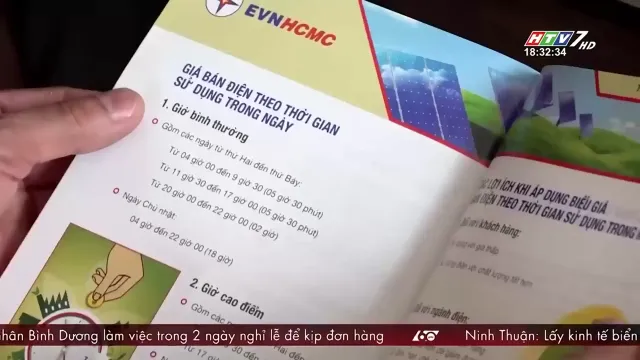 EVNHCMC
HTV7 HD
18:32:34
GIÁ BÁN ĐIỆN THEO THỜI GIAN
SỬ DỤNG TRONG NGÀY
1. Giờ bình thường
Gồm các ngày từ thứ Hai đến thứ Bảy:
Từ 04 giờ 00 đến 9 giờ 30 (05 giờ 30 phút)
Từ 11 giờ 30 đến 17 giờ 00 (05 giờ 30 phút)
Từ 20 giờ 00 đến 22 giờ 00 (02 giờ)
Ngày Chủ nhật:
04 giờ đến 22 giờ 00 (18 giờ)
2. Giờ cao điểm
Gồm các ngày từ thứ Hai đến
Từ 17 giờ
LỢI ÍCH KHI ÁP DỤNG BIỂU GIÁ
ĐIỆN THEO THỜI GIAN SỬ DỤNG TRONG
khách hàng:
ngành điện:
nhân Bình Dương làm việc trong 2 ngày nghỉ lễ để kịp đơn hàng
60
Ninh Thuận: Lấy kinh tế biển